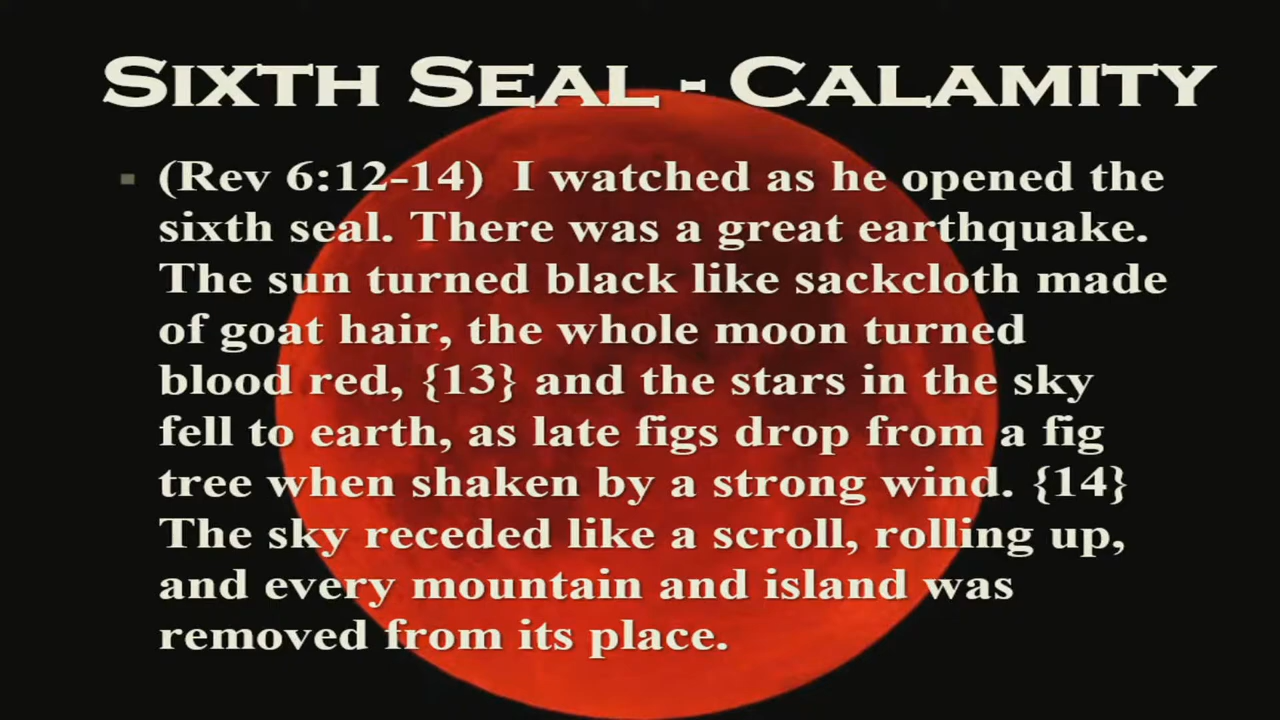 Sixth Seal - Calamity
(Rev 6:12-14) I watched as he opened the
sixth seal. There was a great earthquake.
The sun turned black like sackcloth made
of goat hair, the whole moon turned
blood red, {13} and the stars in the sky
fell to earth, as late figs drop from a fig
tree when shaken by a strong wind. {14}
The sky receded like a scroll, rolling up,
and every mountain and island was
removed from its place.